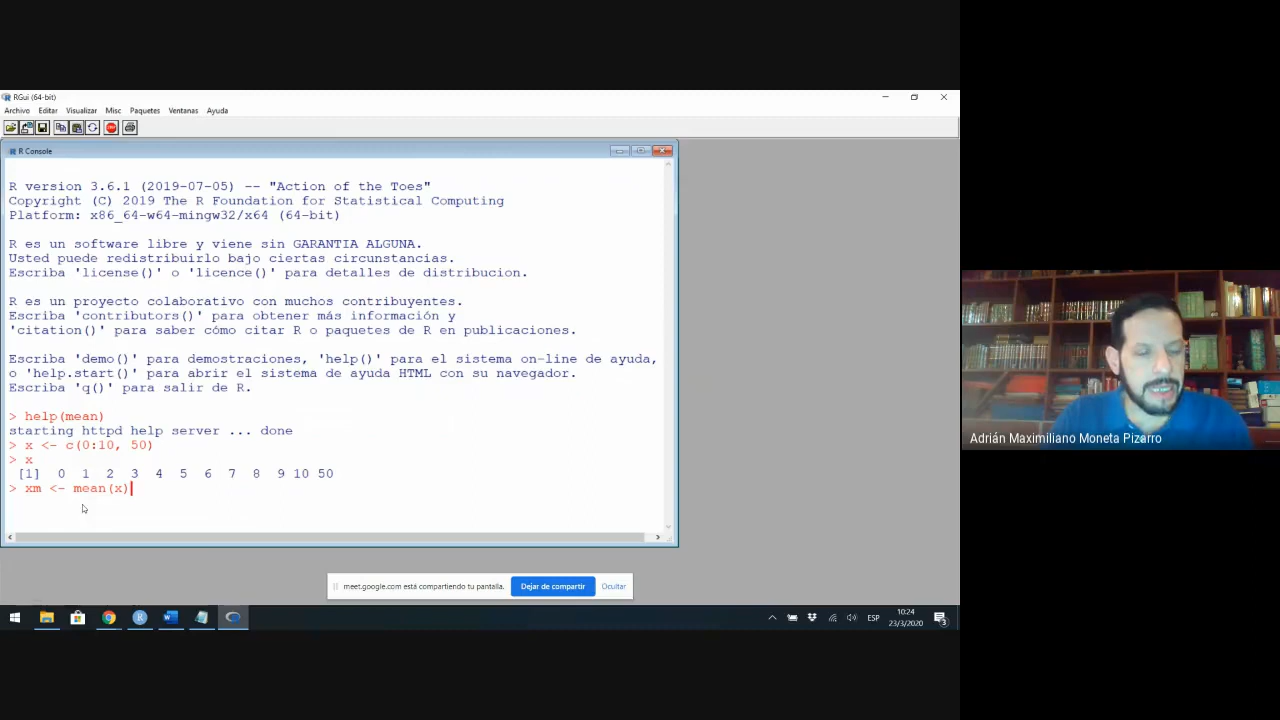 RGui (64-bit)
Archivo Editar Visualizar Misc Paquetes Ventanas Ayuda
R Console
R version 3.6.1 (2019-07-05) -- "Action of the Toes"
Copyright (C) 2019 The R Foundation for Statistical Computing
Platform: x86_64-w64-mingw32/x64 (64-bit)
R es un software libre y viene sin GARANTIA ALGUNA.
Usted puede redistribuirlo bajo ciertas circunstancias.
Escriba 'license()' o 'licence()' para detalles de distribucion.
R es un proyecto colaborativo con muchos contribuyentes.
Escriba 'contributors()' para obtener más información y
'citation()' para saber cómo citar R o paquetes de R en publicaciones.
Escriba 'demo()' para demostraciones, 'help()' para el sistema on-line de ayuda,
o 'help.start()' para abrir el sistema de ayuda HTML con su navegador.
Escriba 'q()' para salir de R.
> help(mean)
starting httpd help server ... done
> x <- c(0:10, 50)
> x
[1] 0 1 2 3 4 5 6 7 8 9 10 50
> xm <- mean(x)
Adrián Maximiliano Moneta Pizarro
meet.google.com está compartiendo tu pantalla. Dejar de compartir Ocultar
ESP
10:24
23/3/2020
3